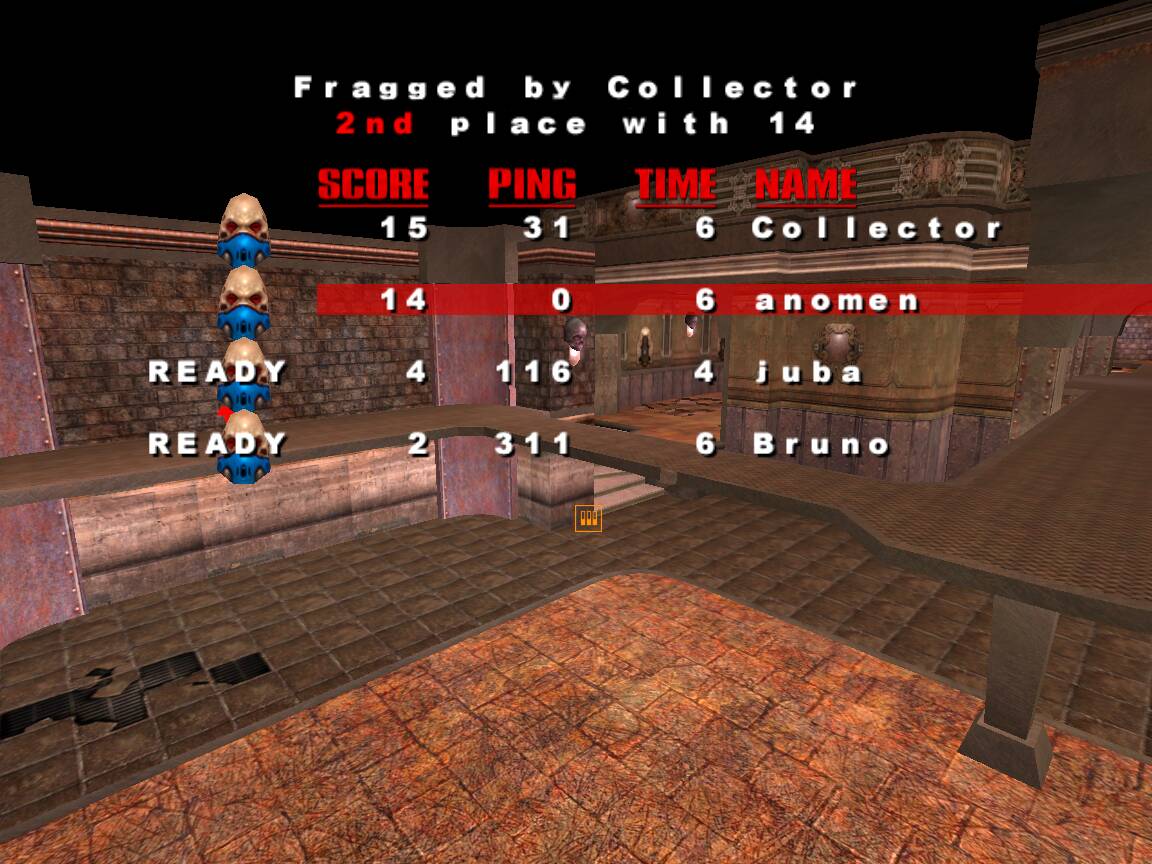 Fragged by Collector
2nd place with 14
SCORE PING TIME NAME
15 31 6 Collector
14 0 6 anomen
READY 4 116 4 juba
READY 2 311 6 Bruno